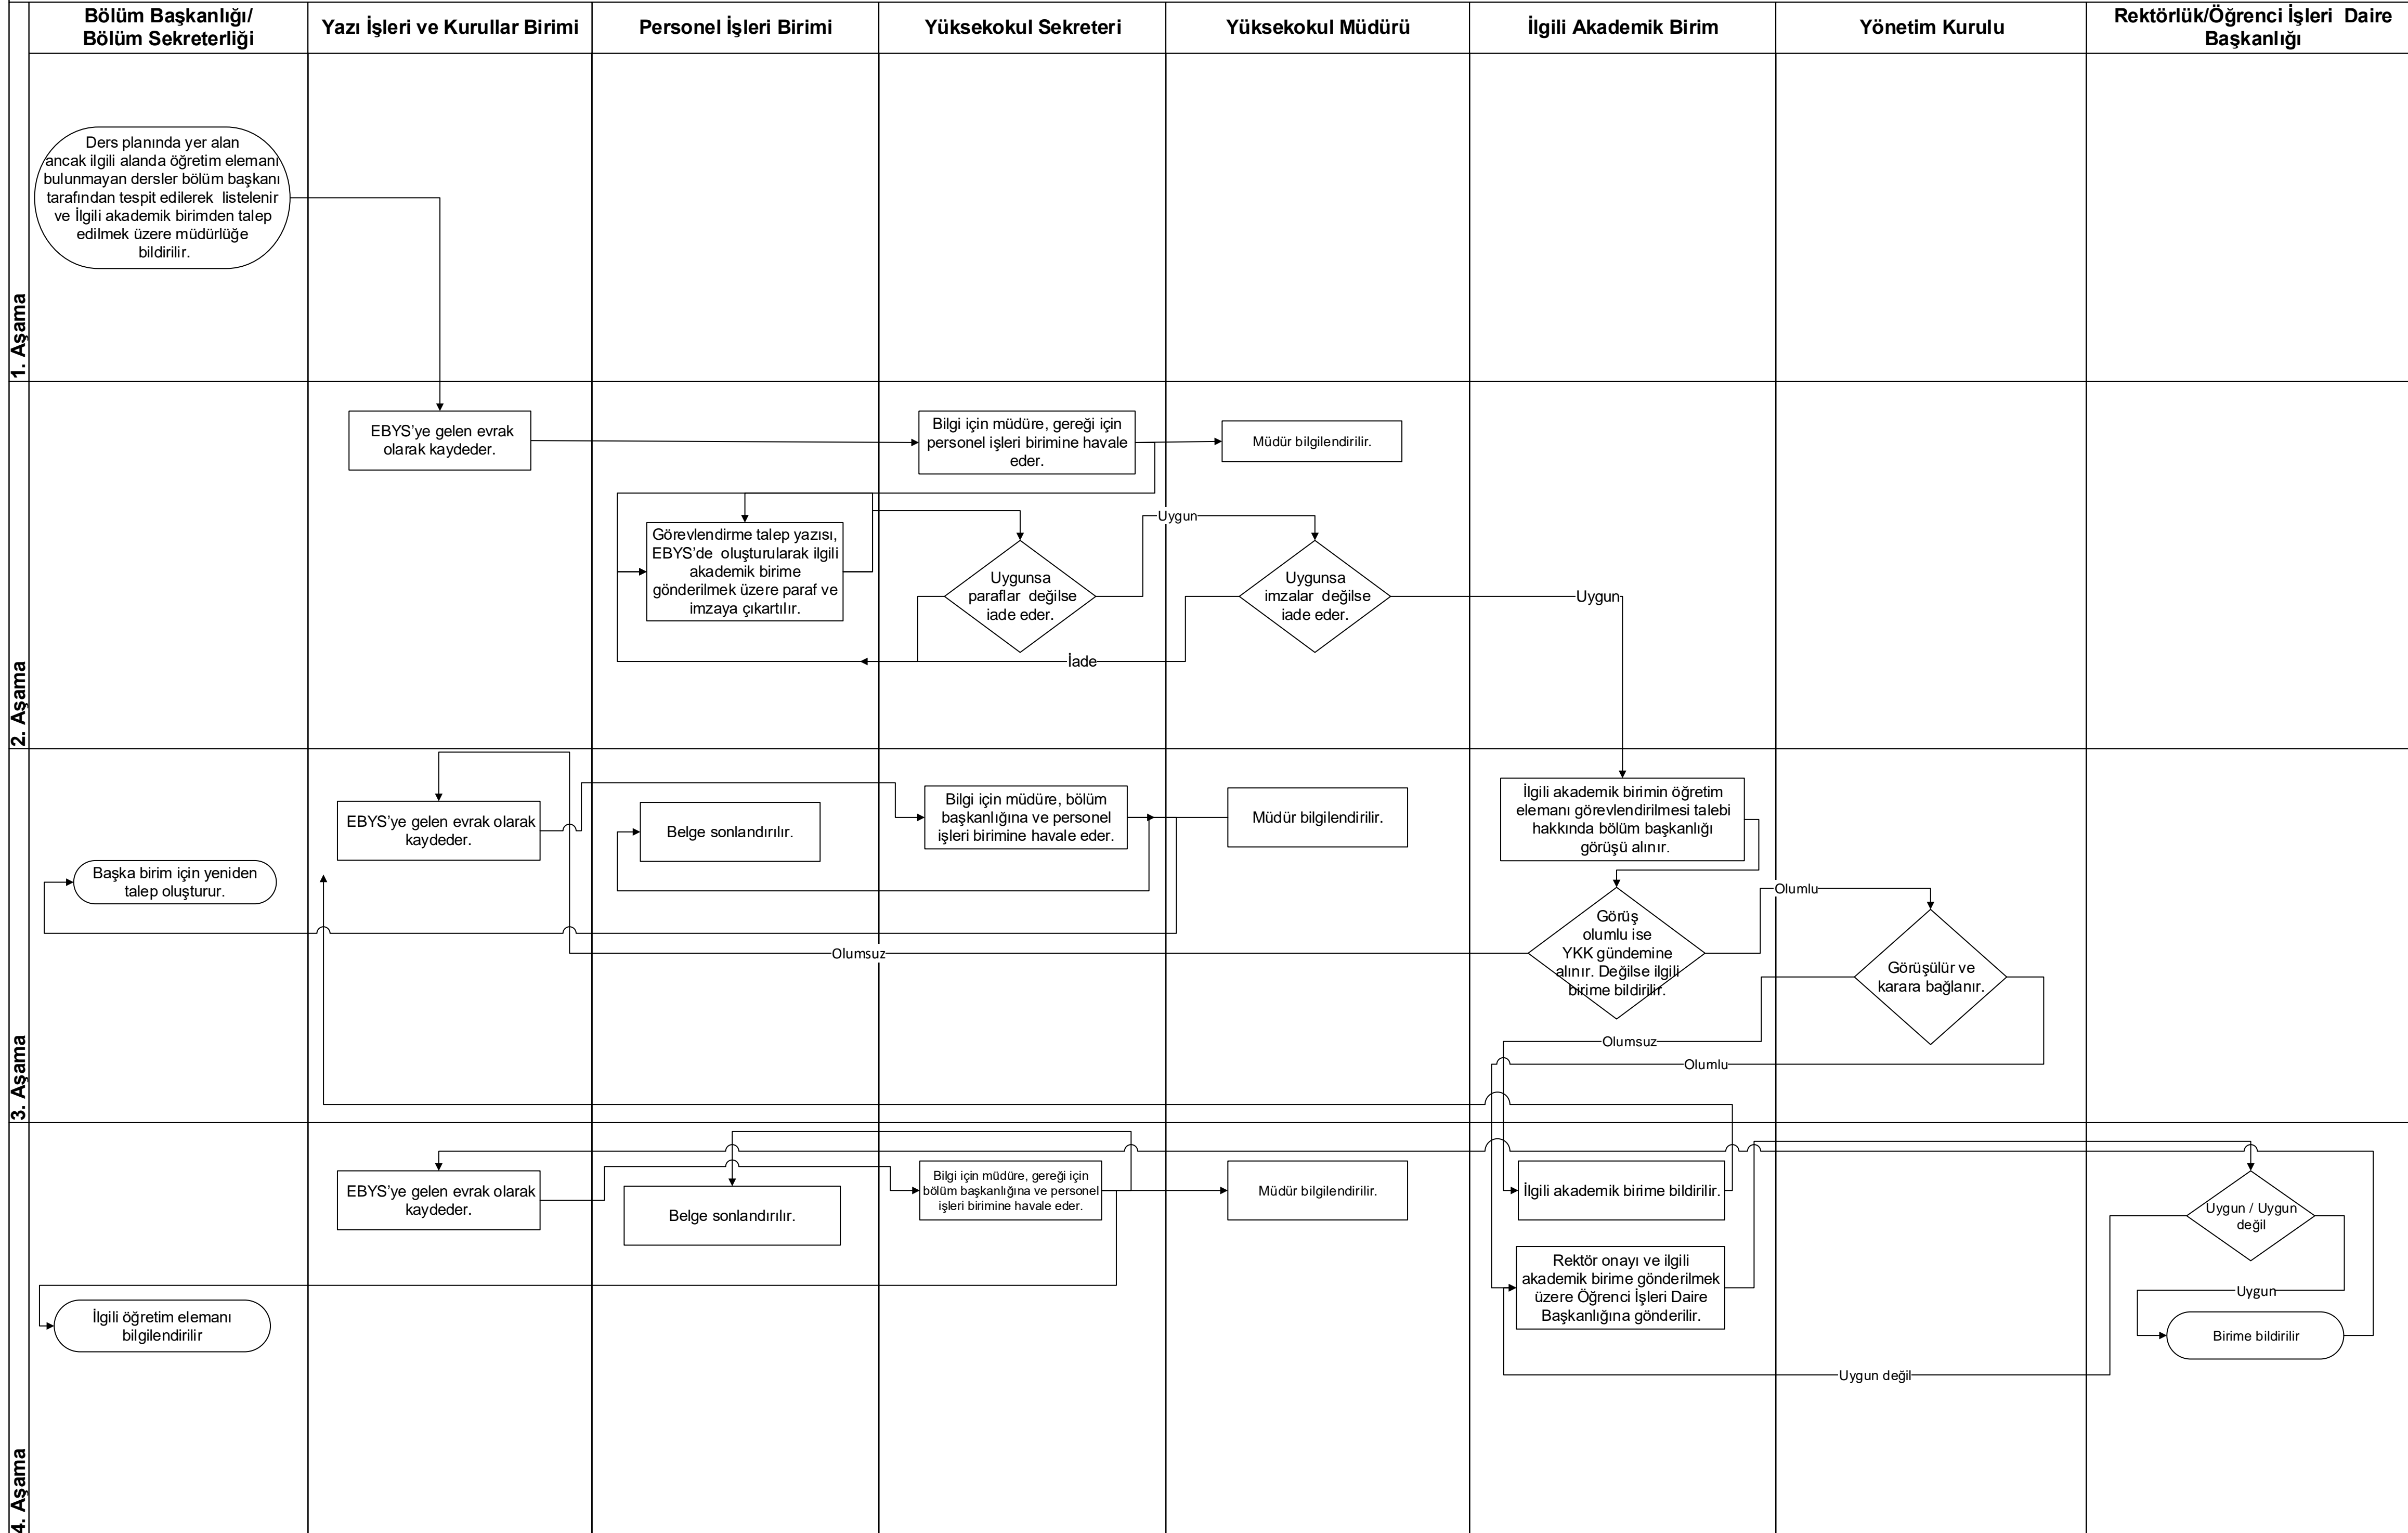 Bölüm Başkanlığı/
Bölüm Sekreterliği
Yazı İşleri ve Kurullar Birimi
Personel İşleri Birimi
Yüksekokul Sekreteri
Yüksekokul Müdürü
İlgili Akademik Birim
Yönetim Kurulu
Rektörlük/Öğrenci İşleri  Daire
Başkanlığı
1. Aşama
Ders planında yer alan
ancak ilgili alanda öğretim elemanı
bulunmayan dersler bölüm başkanı
tarafından tespit edilerek  listelenir
ve İlgili akademik birimden talep
edilmek üzere müdürlüğe
bildirilir.
2. Aşama
EBYS’ye gelen evrak
olarak kaydeder.
Bilgi için müdüre, gereği için
personel işleri birimine havale
eder.
Müdür bilgilendirilir.
Görevlendirme talep yazısı,
EBYS’de  oluşturularak ilgili
akademik birime
gönderilmek üzere paraf ve
imzaya çıkartılır.
Uygunsa
paraflar  değilse
iade eder.
Uygun
Uygunsa
imzalar  değilse
iade eder.
Uygun
İade
3. Aşama
EBYS’ye gelen evrak olarak
kaydeder.
Belge sonlandırılır.
Bilgi için müdüre, bölüm
başkanlığına ve personel
işleri birimine havale eder.
Müdür bilgilendirilir.
İlgili akademik birimin öğretim
elemanı görevlendirilmesi talebi
hakkında bölüm başkanlığı
görüşü alınır.
Başka birim için yeniden
talep oluşturur.
Olumlu
Görüş
olumlu ise
YKK gündemine
alınır. Değilse ilgili
birime bildirilir.
Olumsuz
Görüşülür ve
karara bağlanır.
Olumsuz
Olumlu
4. Aşama
EBYS’ye gelen evrak olarak
kaydeder.
Belge sonlandırılır.
Bilgi için müdüre, gereği için
bölüm başkanlığına ve personel
işleri birimine havale eder.
Müdür bilgilendirilir.
İlgili akademik birime bildirilir.
Uygun / Uygun
değil
Rektör onayı ve ilgili
akademik birime gönderilmek
üzere Öğrenci İşleri Daire
Başkanlığına gönderilir.
Uygun
İlgili öğretim elemanı
bilgilendirilir
Birime bildirilir
Uygun değil